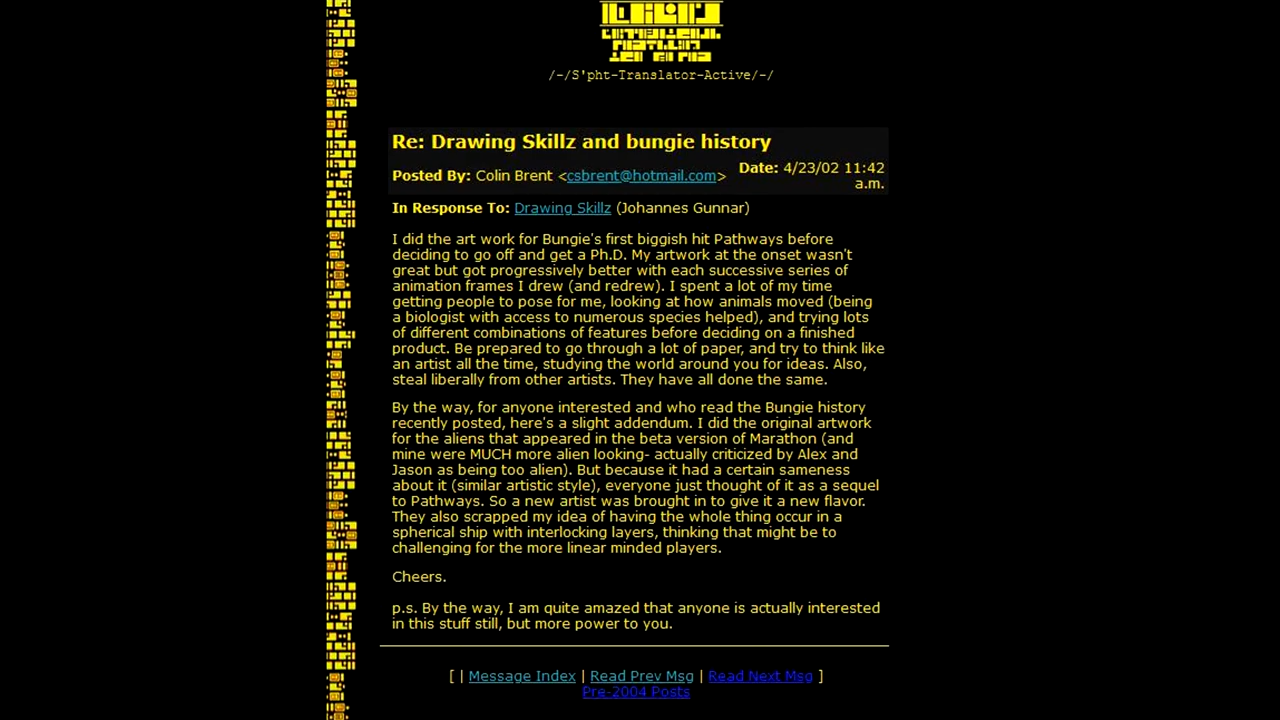 /-/S'pht-Translator-Active/-/
Re: Drawing Skillz and bungie history
Posted By: Colin Brent <csbrent@hotmail.com>
Date: 4/23/02 11:42
a.m.
In Response To: Drawing Skillz (Johannes Gunnar)
I did the art work for Bungie's first biggish hit Pathways before
deciding to go off and get a Ph.D. My artwork at the onset wasn't
great but got progressively better with each successive series of
animation frames I drew (and redrew). I spent a lot of my time
getting people to pose for me, looking at how animals moved (being
a biologist with access to numerous species helped), and trying lots
of different combinations of features before deciding on a finished
product. Be prepared to go through a lot of paper, and try to think like
an artist all the time, studying the world around you for ideas. Also,
steal liberally from other artists. They have all done the same.
By the way, for anyone interested and who read the Bungie history
recently posted, here's a slight addendum. I did the original artwork
for the aliens that appeared in the beta version of Marathon (and
mine were MUCH more alien looking- actually criticized by Alex and
Jason as being too alien). But because it had a certain sameness
about it (similar artistic style), everyone just thought of it as a sequel
to Pathways. So a new artist was brought in to give it a new flavor.
They also scrapped my idea of having the whole thing occur in a
spherical ship with interlocking layers, thinking that might be to
challenging for the more linear minded players.
Cheers.
p.s. By the way, I am quite amazed that anyone is actually interested
in this stuff still, but more power to you.
[ | Message Index | Read Prev Msg | Read Next Msg ]
Pre-2004 Posts